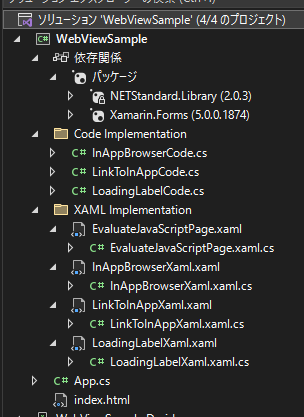 ソリューション 'WebViewSample' (4/4 のプロジェクト)
WebViewSample
依存関係
パッケージ
NETStandard.Library (2.0.3)
Xamarin.Forms (5.0.0.1874)
Code Implementation
C# InAppBrowserCode.cs
C# LinkToInAppCode.cs
C# LoadingLabelCode.cs
XAML Implementation
EvaluateJavaScriptPage.xaml
C# EvaluateJavaScriptPage.xaml.cs
InAppBrowserXaml.xaml
C# InAppBrowserXaml.xaml.cs
LinkToInAppXaml.xaml
C# LinkToInAppXaml.xaml.cs
LoadingLabelXaml.xaml
C# LoadingLabelXaml.xaml.cs
C# App.cs
index.html